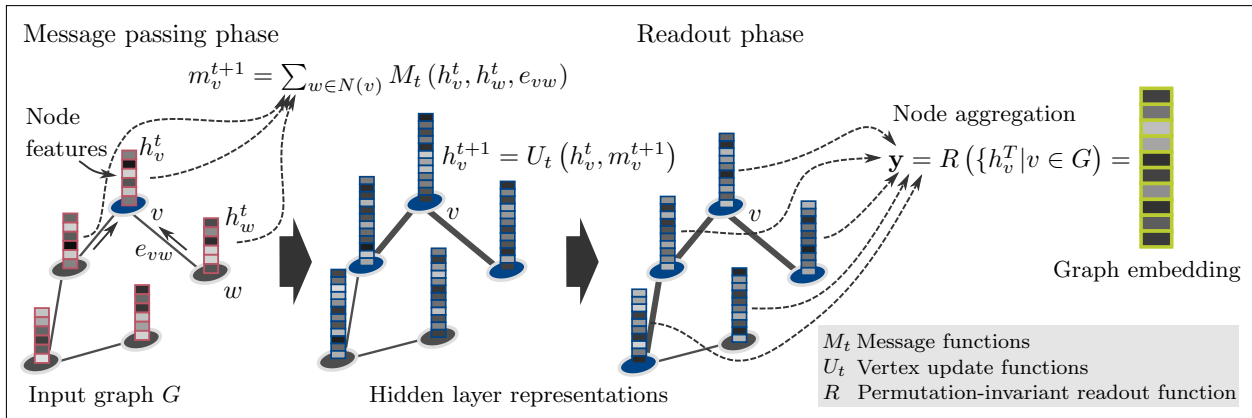 Message passing phase
Readout phase
m_v^{t+1} = ∑_{w∈N(v)} M_t (h_v^t, h_w^t, e_{vw})
Node
features
h_v^t
v
h_w^t
e_{vw}
w
h_v^{t+1} = U_t (h_v^t, m_v^{t+1})
v
Node aggregation
y = R ({h_v^T|v ∈ G) =
v
Graph embedding
Input graph G
Hidden layer representations
M_t Message functions
U_t Vertex update functions
R Permutation-invariant readout function